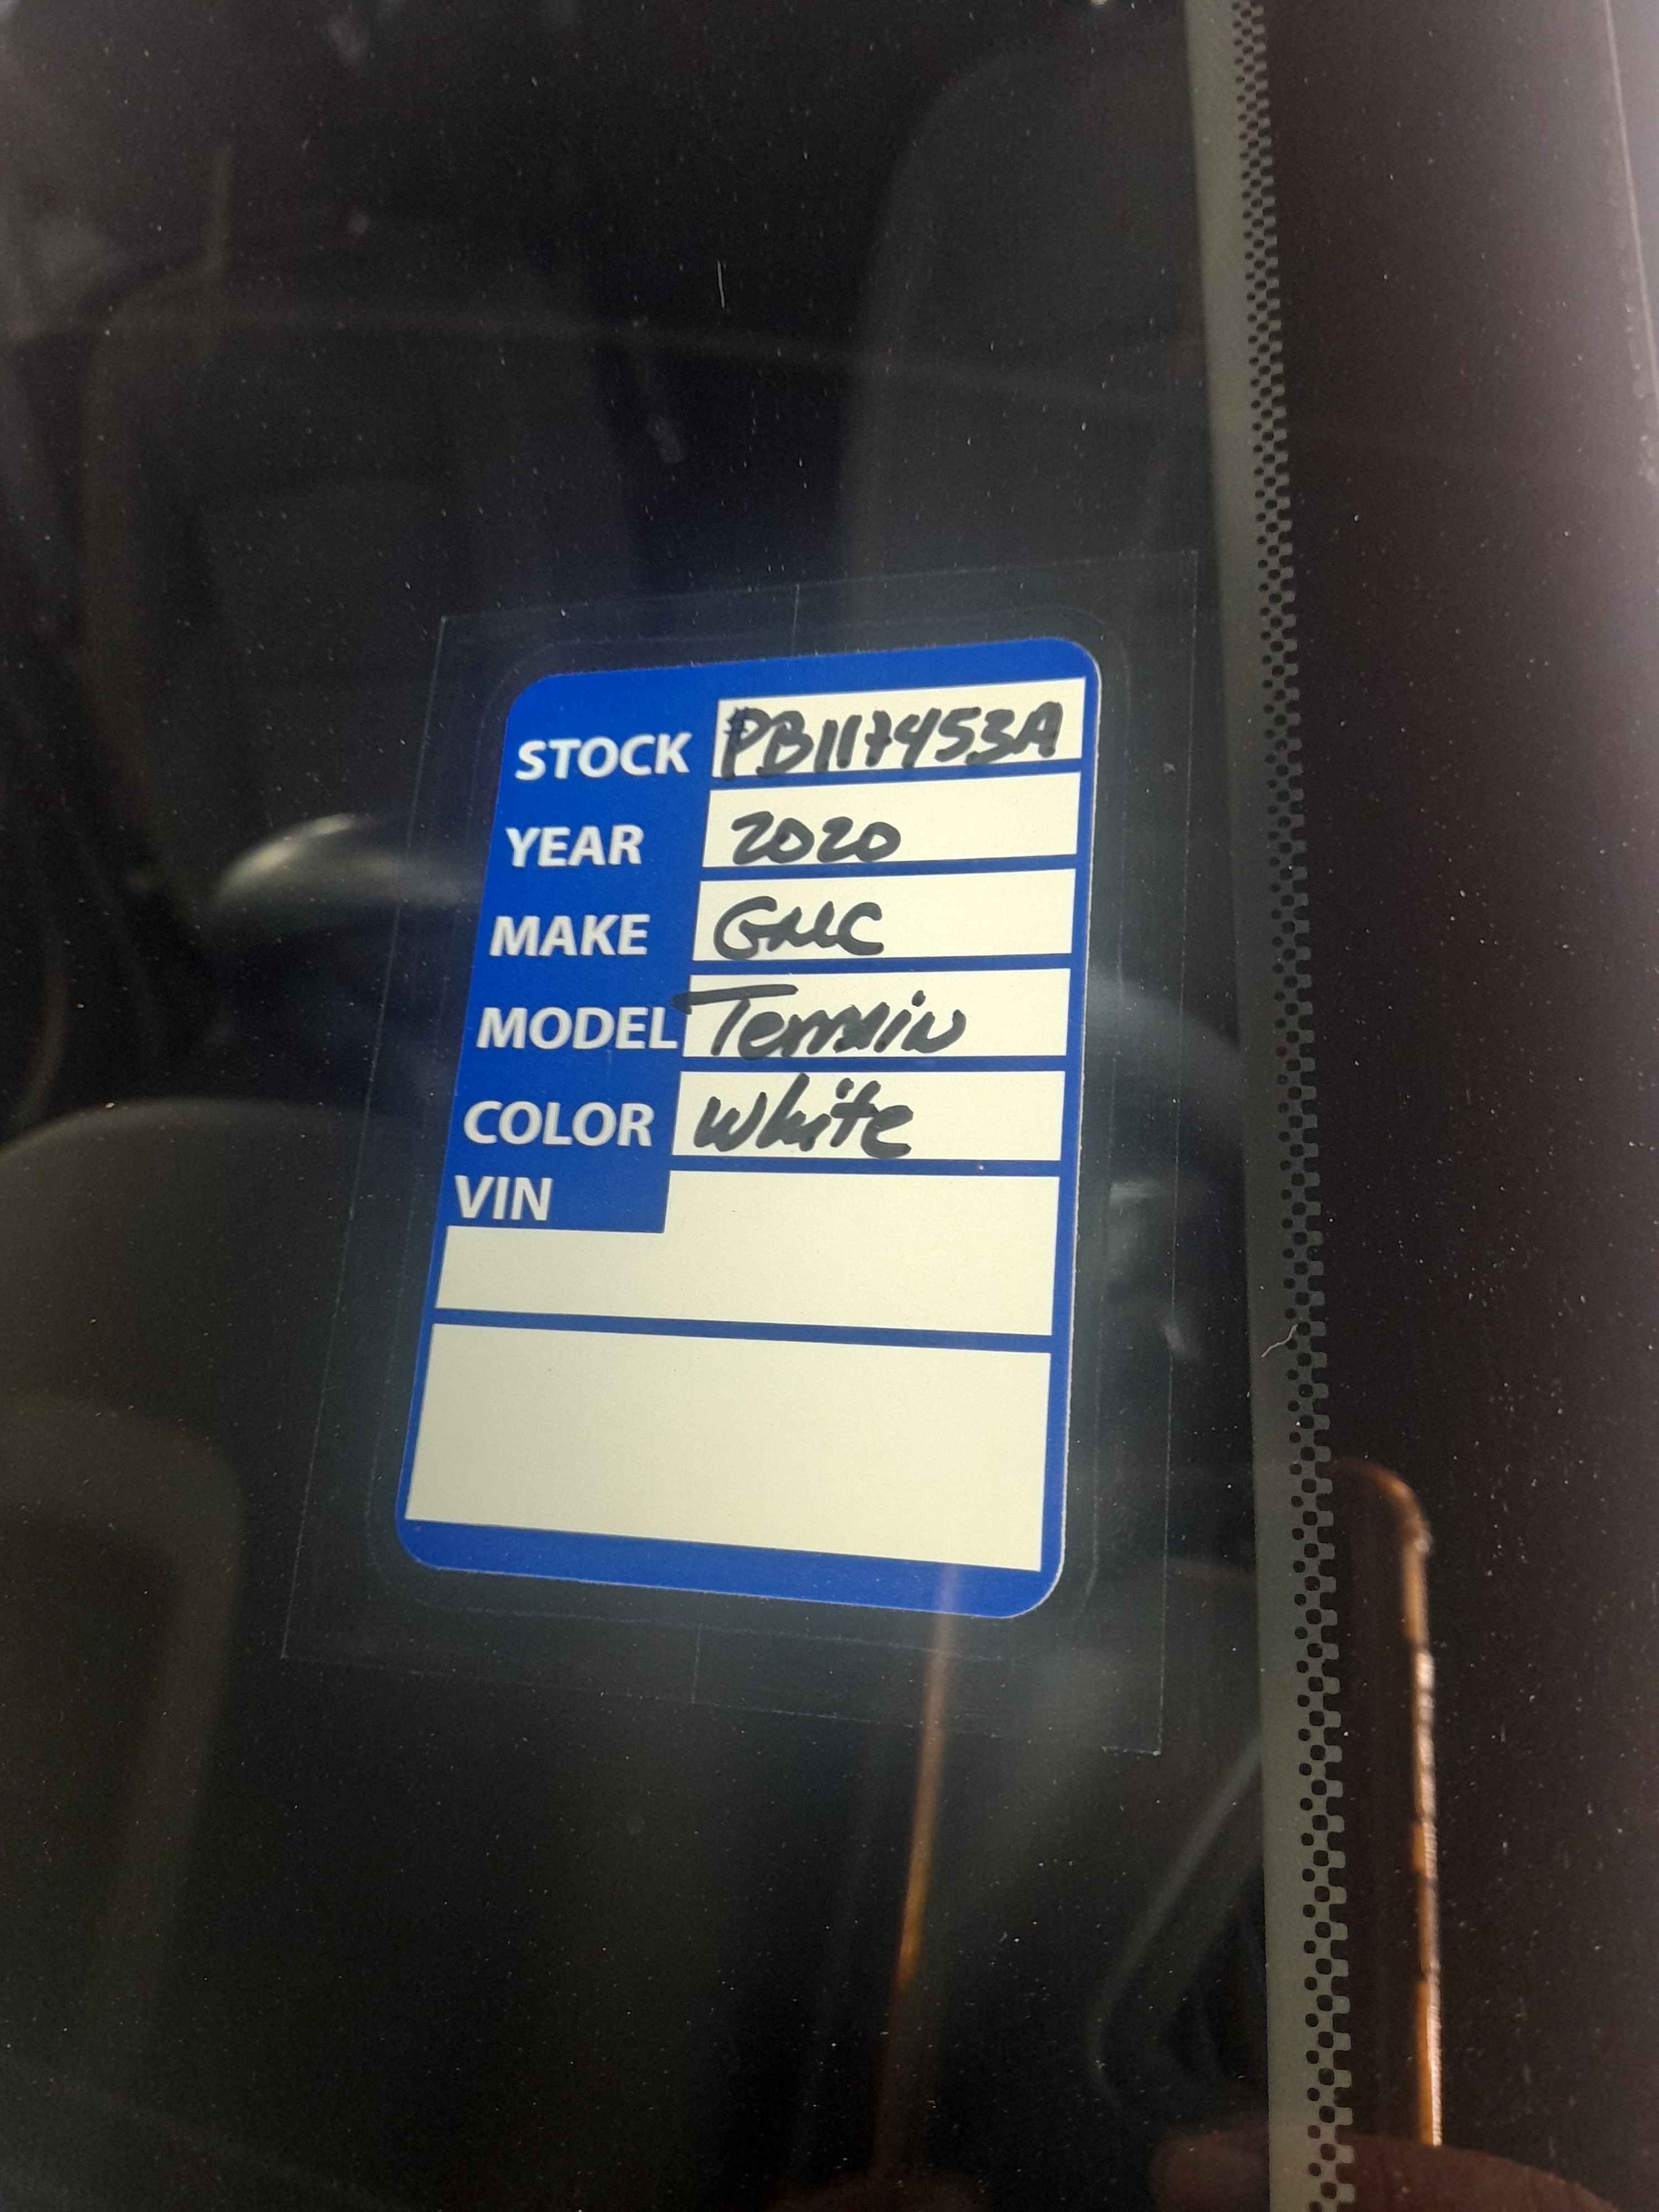 STOCK #PB117453A
YEAR 2020
MAKE GMC
MODEL Terrain
COLOR White
VIN